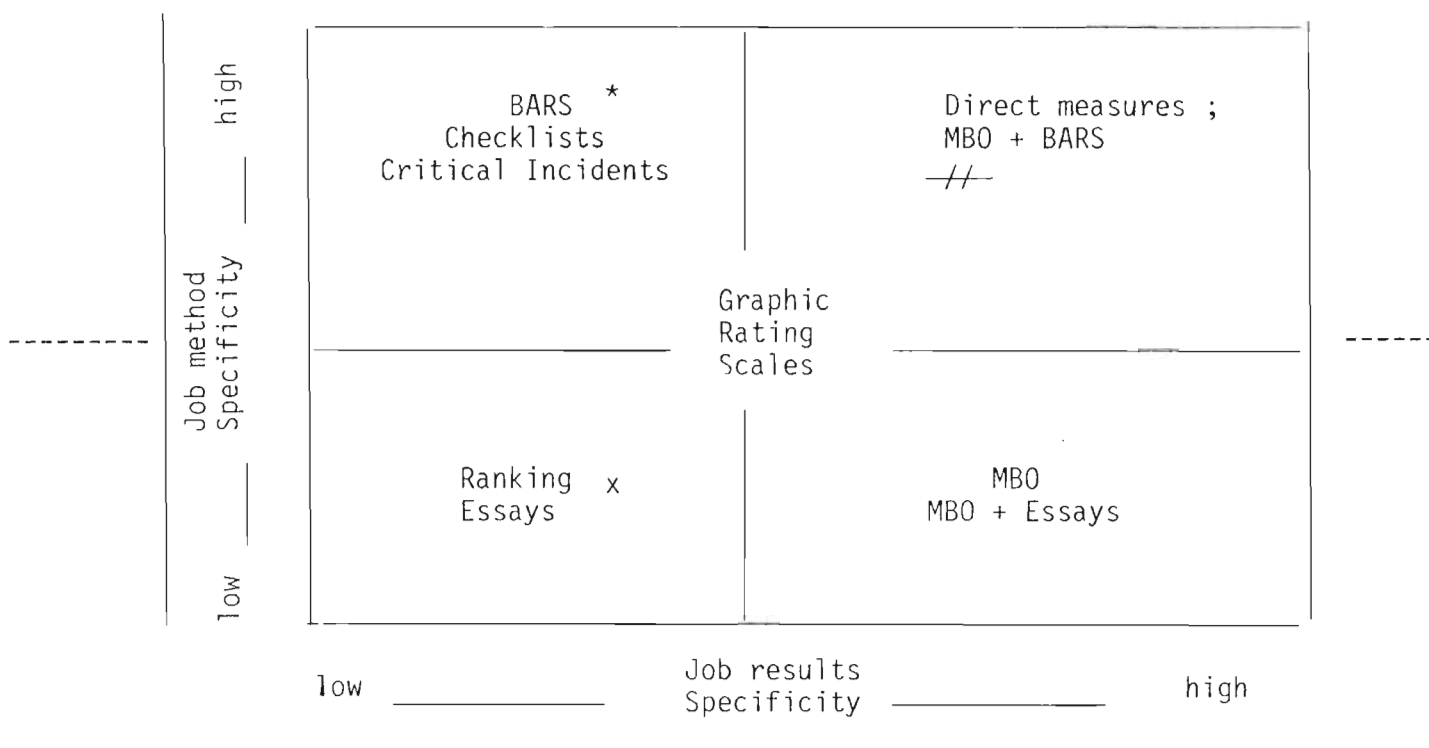 high
BARS *
Checklists
Critical Incidents
Direct measures ;
MBO + BARS
Job method
Specificity
Graphic
Rating
Scales
Ranking x
Essays
MBO
MBO + Essays
low
low
Job results
Specificity
high